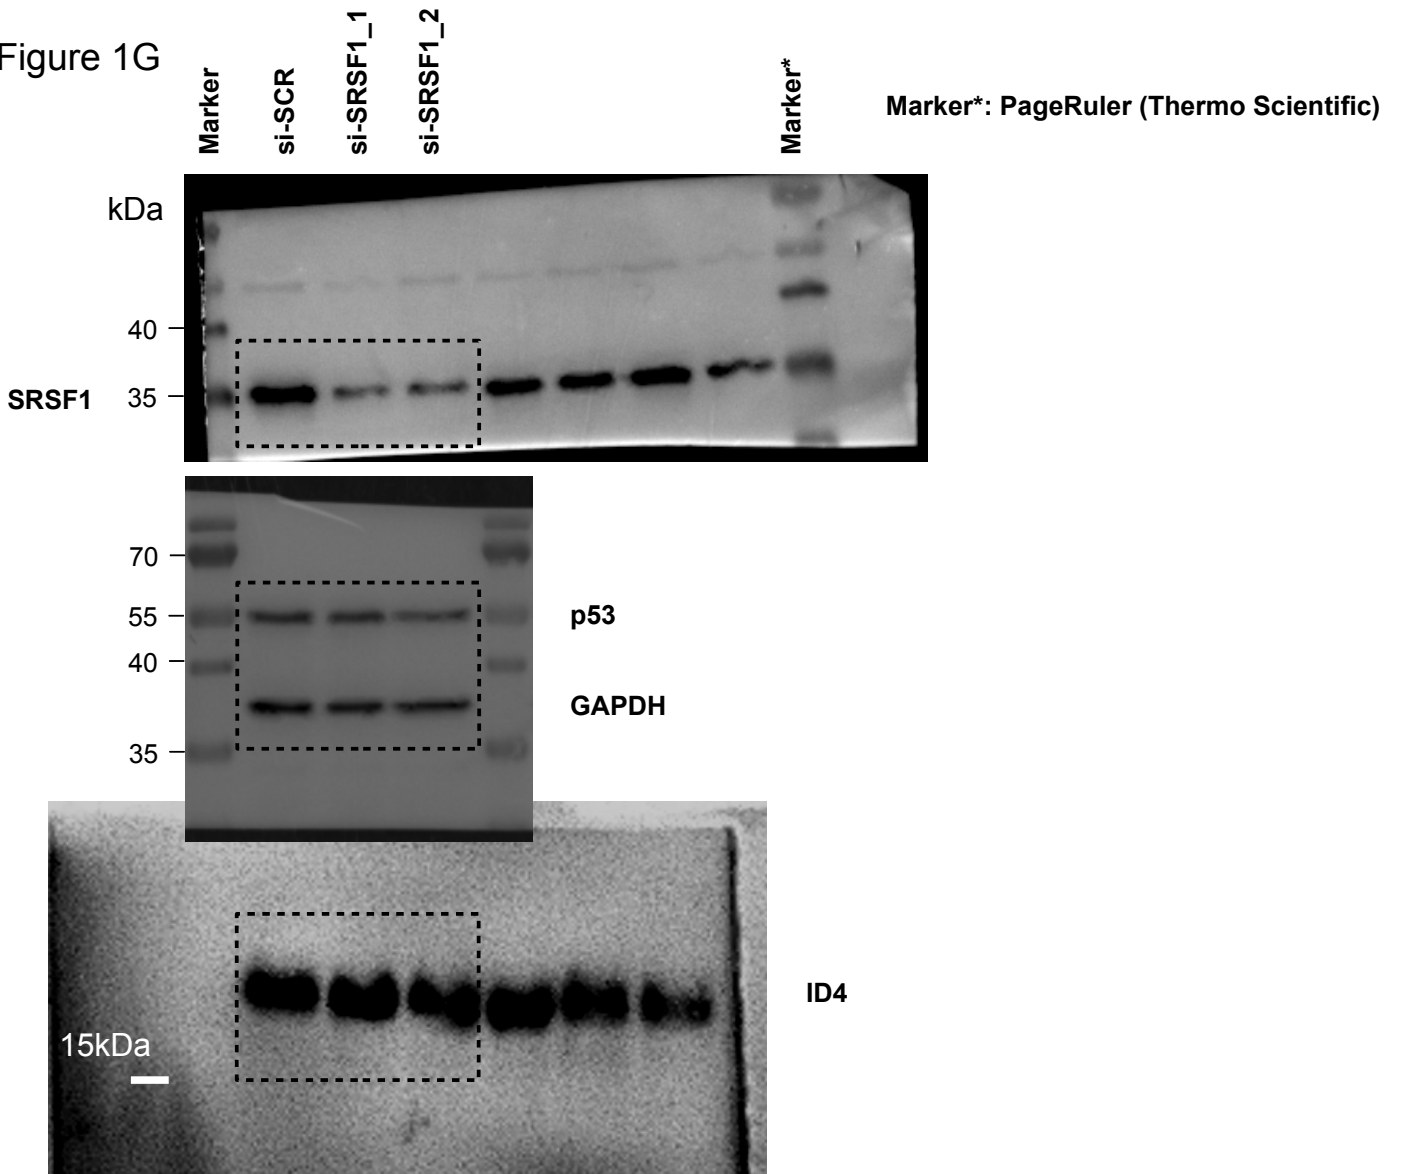 Figure 1G
Marker
si-SCR
si-SRSF1_1
si-SRSF1_2
Marker*
Marker*: PageRuler (Thermo Scientific)
kDa
40
SRSF1 35
70
55 p53
40
GAPDH
35
ID4
15kDa